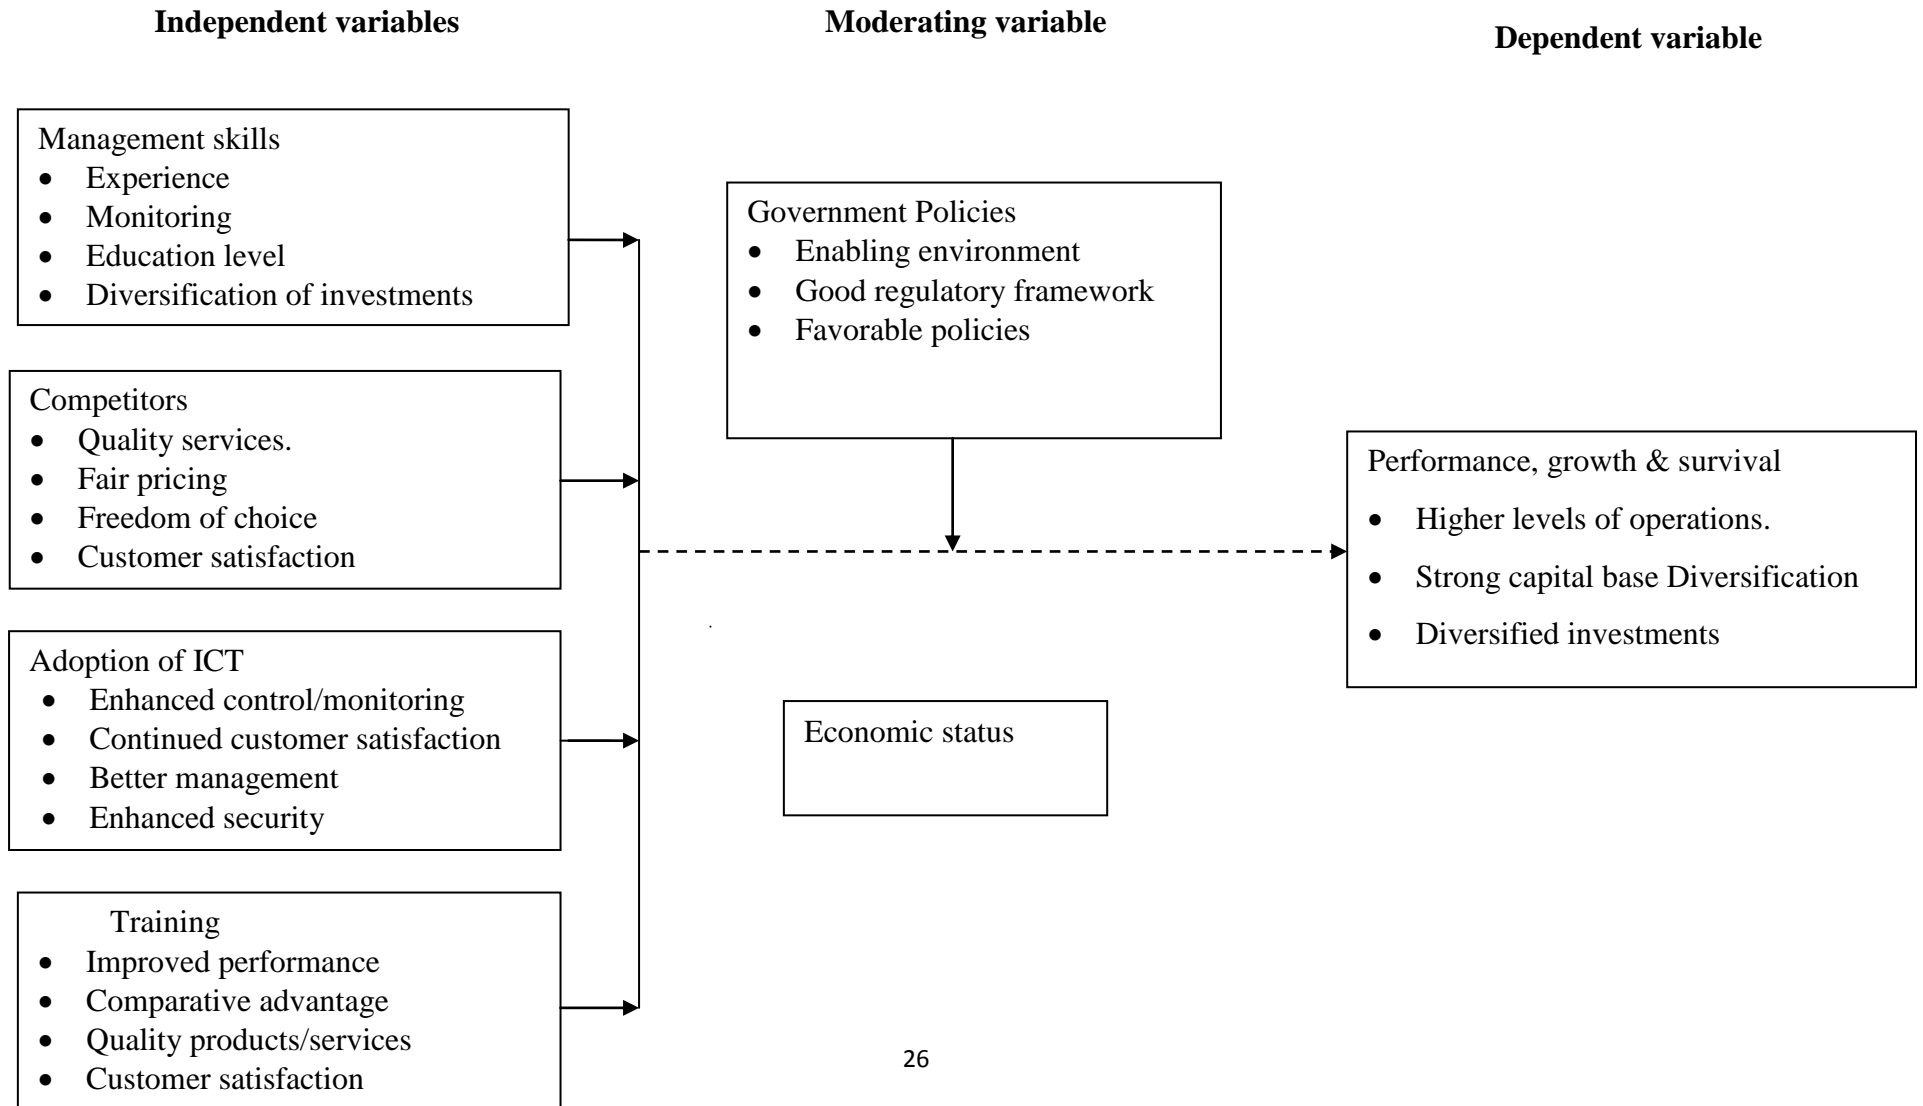 Independent variables
Moderating variable
Dependent variable
Management skills
• Experience
• Monitoring
• Education level
• Diversification of investments
Competitors
• Quality services.
• Fair pricing
• Freedom of choice
• Customer satisfaction
Adoption of ICT
• Enhanced control/monitoring
• Continued customer satisfaction
• Better management
• Enhanced security
Training
• Improved performance
• Comparative advantage
• Quality products/services
• Customer satisfaction
Government Policies
• Enabling environment
• Good regulatory framework
• Favorable policies
Economic status
Performance, growth & survival
• Higher levels of operations.
• Strong capital base Diversification
• Diversified investments
26